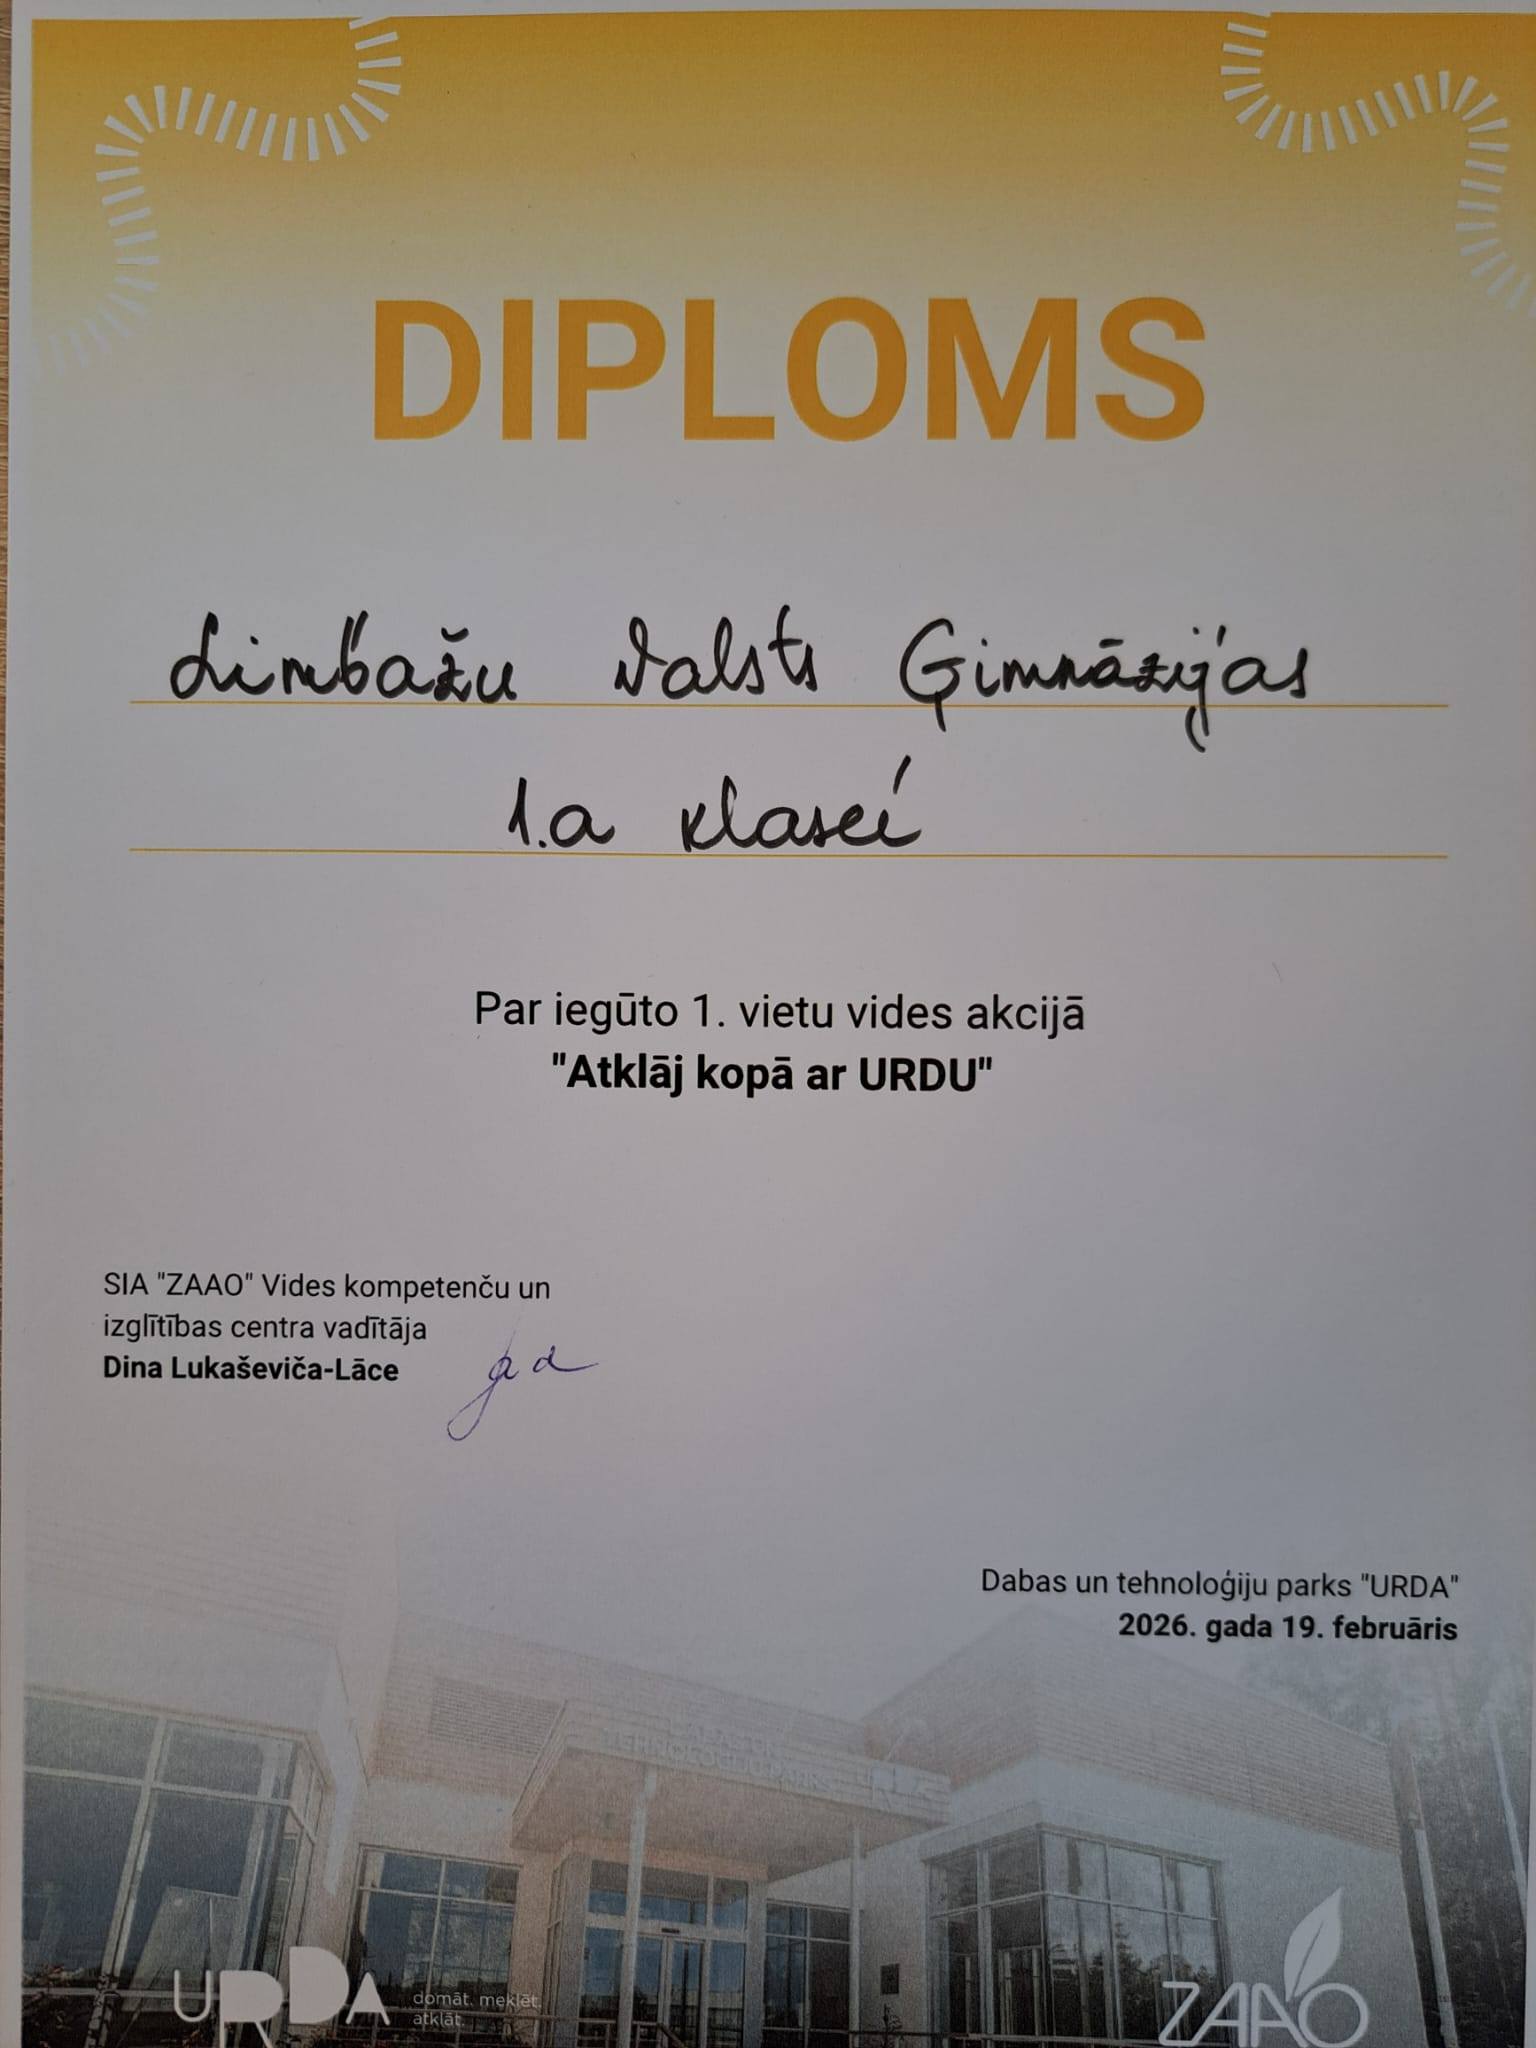 DIPLOMS
Limbažu Valsts Ģimnāzijas
1.a klasei
Par iegūto 1. vietu vides akcijā
"Atklāj kopā ar URDU"
SIA "ZAAO" Vides kompetenču un
izglītības centra vadītāja
Dina Lukaševiča-Lāce
Dabas un tehnoloģiju parks "URDA"
2026. gada 19. februāris
TEHNOLOĢIJU PARKS
URDA
domāt. meklēt.
atklāt.
ZAAO